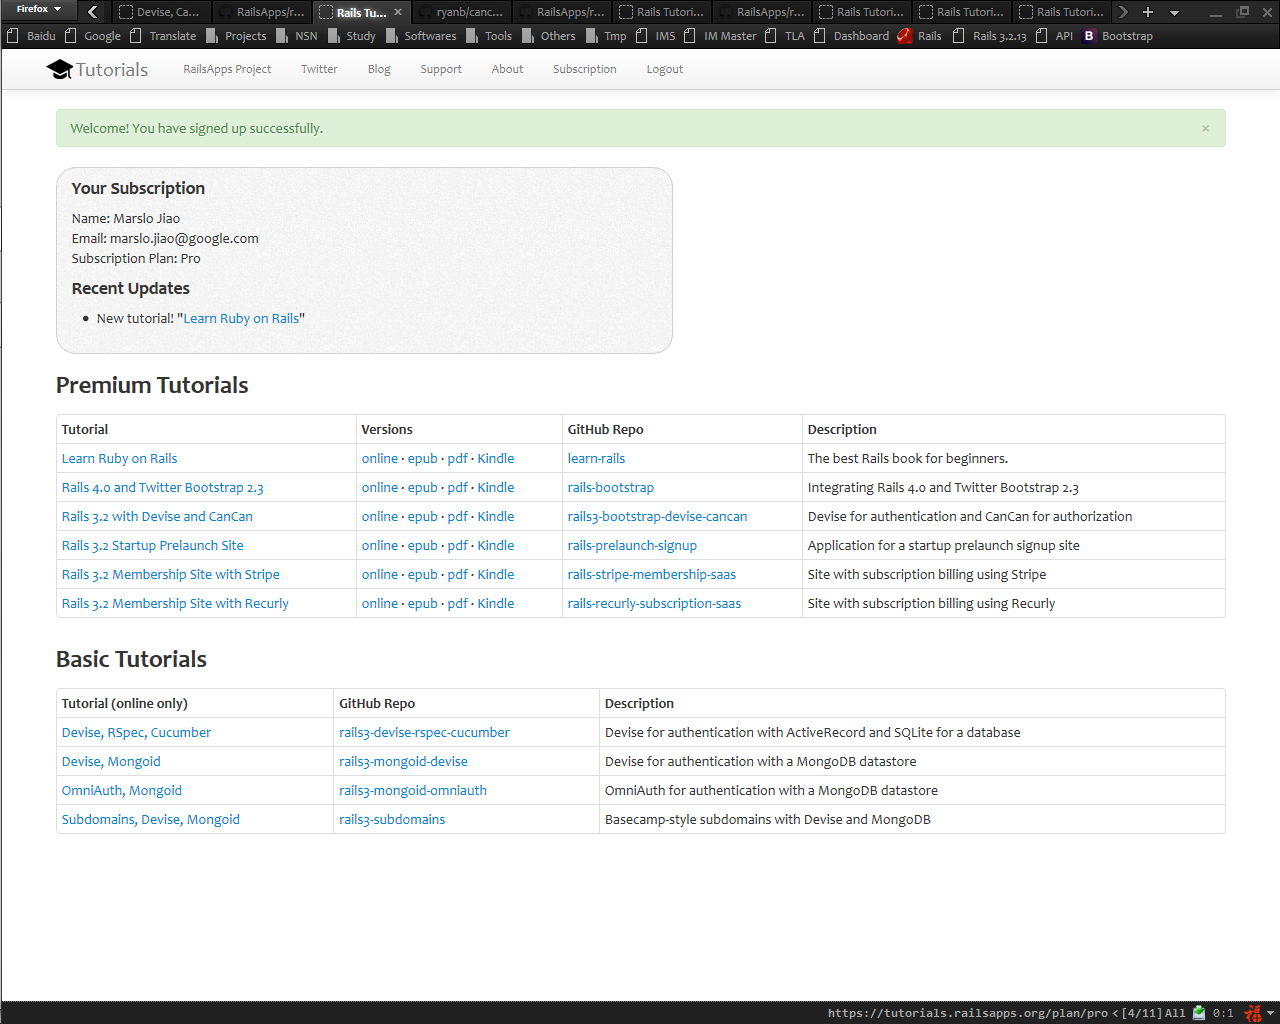 Firefox
Devise, Ca...
RailsApps/r...
Rails Tu...
ryanb/canc...
RailsApps/r...
Rails Tutori...
RailsApps/r...
Rails Tutori...
Rails Tutori...
Rails Tutori...
Baidu Google Translate Projects NSN Study Softwares Tools Others Tmp IMS IM Master TLA Dashboard Rails Rails 3.2.13 API B Bootstrap
Tutorials RailsApps Project Twitter Blog Support About Subscription Logout
Welcome! You have signed up successfully. ×
Your Subscription
Name: Marslo Jiao
Email: marslo.jiao@google.com
Subscription Plan: Pro
Recent Updates
• New tutorial! "Learn Ruby on Rails"
Premium Tutorials
Tutorial Versions GitHub Repo Description
Learn Ruby on Rails online · epub · pdf · Kindle learn-rails The best Rails book for beginners.
Rails 4.0 and Twitter Bootstrap 2.3 online · epub · pdf · Kindle rails-bootstrap Integrating Rails 4.0 and Twitter Bootstrap 2.3
Rails 3.2 with Devise and CanCan online · epub · pdf · Kindle rails3-bootstrap-devise-cancan Devise for authentication and CanCan for authorization
Rails 3.2 Startup Prelaunch Site online · epub · pdf · Kindle rails-prelaunch-signup Application for a startup prelaunch signup site
Rails 3.2 Membership Site with Stripe online · epub · pdf · Kindle rails-stripe-membership-saas Site with subscription billing using Stripe
Rails 3.2 Membership Site with Recurly online · epub · pdf · Kindle rails-recurly-subscription-saas Site with subscription billing using Recurly
Basic Tutorials
Tutorial (online only) GitHub Repo Description
Devise, RSpec, Cucumber rails3-devise-rspec-cucumber Devise for authentication with ActiveRecord and SQLite for a database
Devise, Mongoid rails3-mongoid-devise Devise for authentication with a MongoDB datastore
OmniAuth, Mongoid rails3-mongoid-omniauth OmniAuth for authentication with a MongoDB datastore
Subdomains, Devise, Mongoid rails3-subdomains Basecamp-style subdomains with Devise and MongoDB
https://tutorials.railsapps.org/plan/pro < [4/11] All 0:1